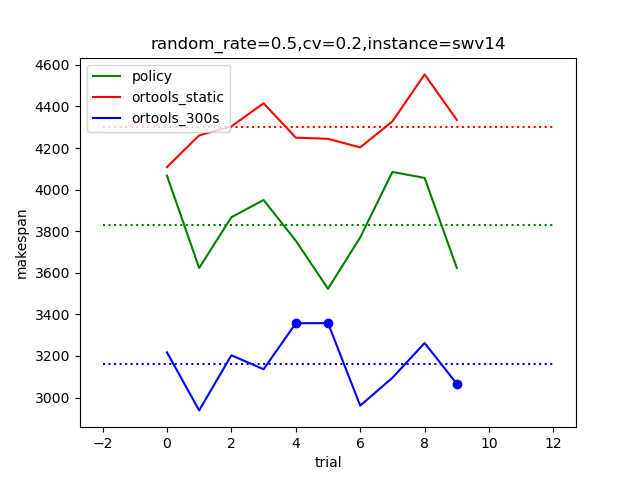 random_rate=0.5,cv=0.2,instance=swv14
policy
ortools_static
ortools_300s
4600
4400
4200
4000
3800
3600
3400
3200
3000
makespan
−2
0
2
4
6
8
10
12
trial